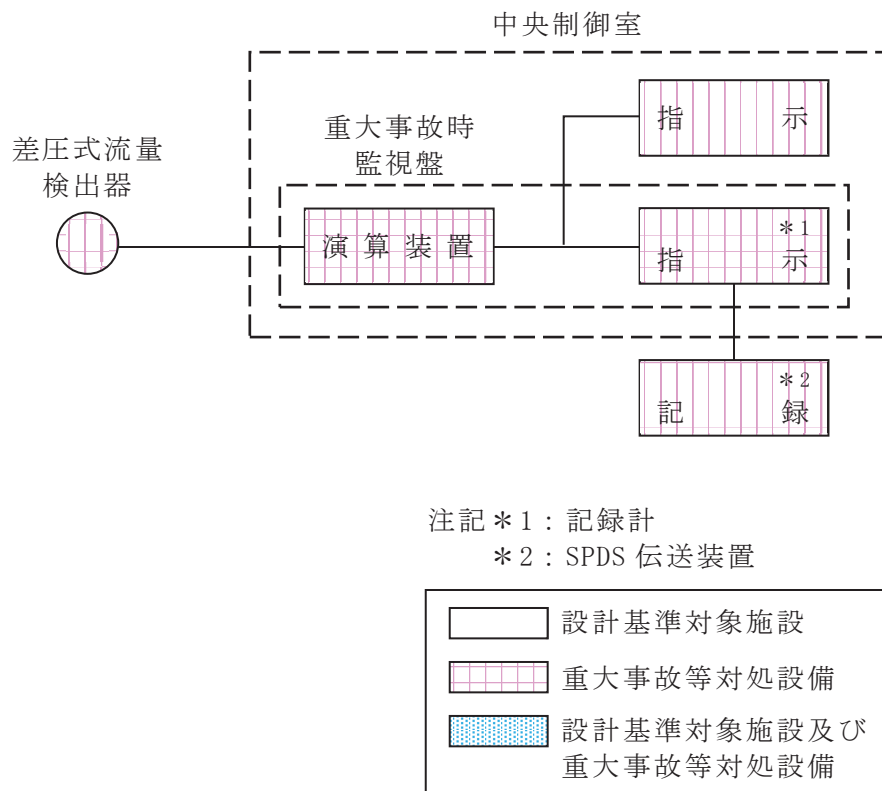 中央制御室
差圧式流量
検出器
重大事故時
監視盤
指示
演算装置
指示*1
記録*2
注記*1:記録計
*2:SPDS伝送装置
設計基準対象施設
重大事故等対処設備
設計基準対象施設及び
重大事故等対処設備